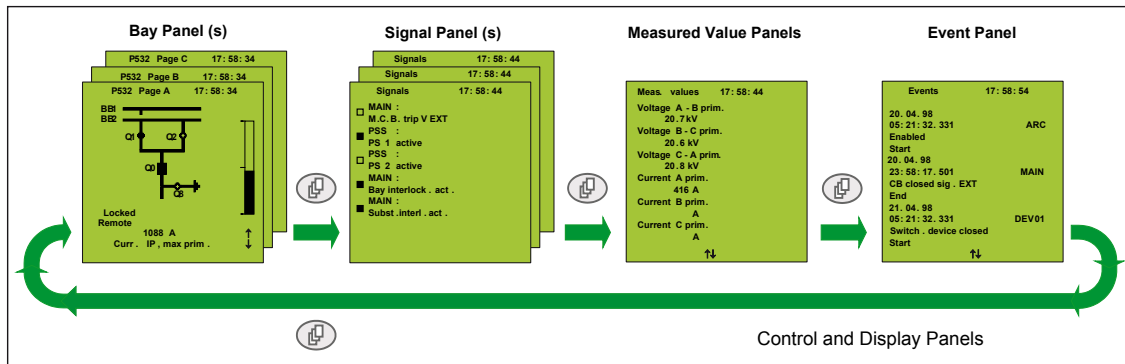 Bay Panel (s)
P532 Page C 17:58:34
P532 Page B 17:58:34
P532 Page A 17:58:34
BB1
BB2
Q1
Q2
Q0
Q8
Locked
Remote
1088 A
Curr. IP, max prim.
↑
↓
Signal Panel (s)
Signals 17:58:44
Signals 17:58:44
Signals 17:58:44
□ MAIN :
M.C.B. trip V EXT
■ PSS :
PS 1 active
□ PSS :
PS 2 active
■ MAIN :
Bay interlock. act.
■ MAIN :
Subst.interl. act.
Measured Value Panels
Meas. values 17:58:44
Voltage A - B prim.
20.7 kV
Voltage B - C prim.
20.6 kV
Voltage C - A prim.
20.8 kV
Current A prim.
416 A
Current B prim.
A
Current C prim.
A
↑↓
Event Panel
Events 17:58:54
20.04.98
05:21:32.331 ARC
Enabled
Start
20.04.98
23:58:17.501 MAIN
CB closed sig. EXT
End
21.04.98
05:21:32.331 DEV01
Switch. device closed
Start
↑↓
Control and Display Panels